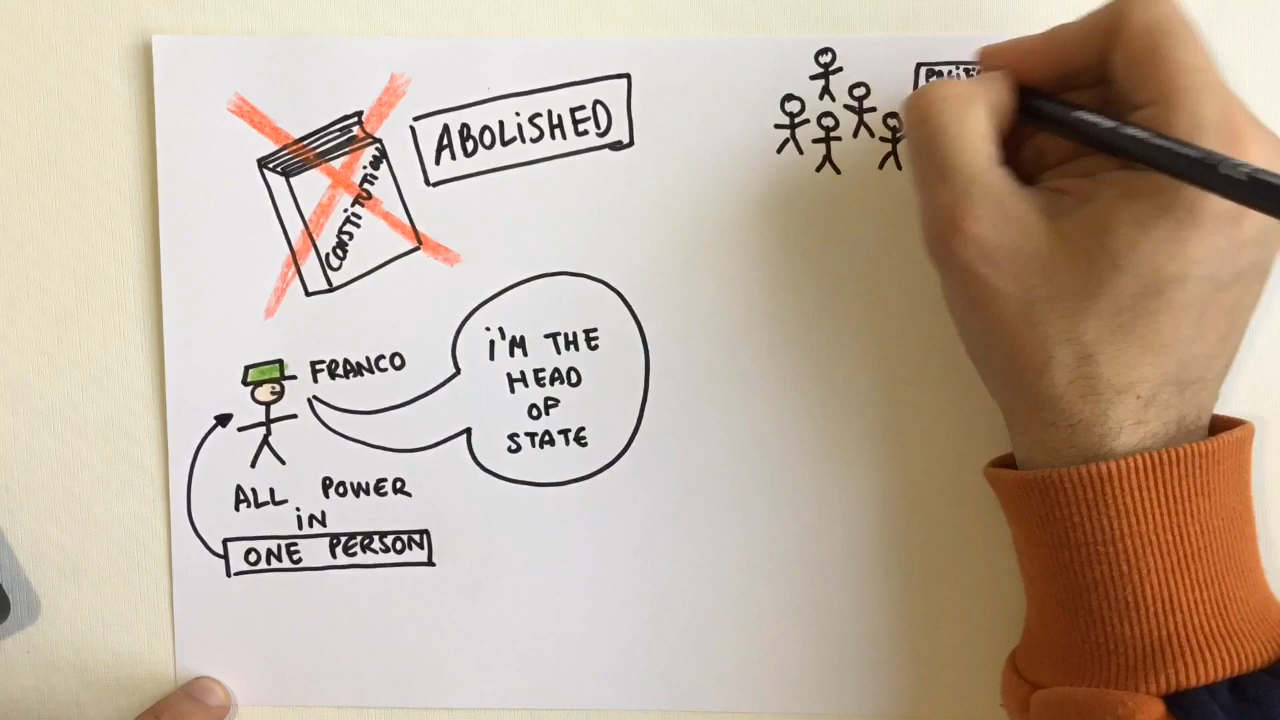 CONSTITUTION
ABOLiSHED
FRANCO
i'M THE
HEAD
OF
STATE
ALL POWER
iN
ONE PERSON